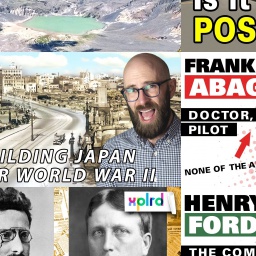 Is It
POS
FRANK
ABAG
DOCTOR,
PILOT
NONE OF THE A
ILDING JAPAN
R WORLD WAR II
xplrd
HENRY
FORD
THE COM